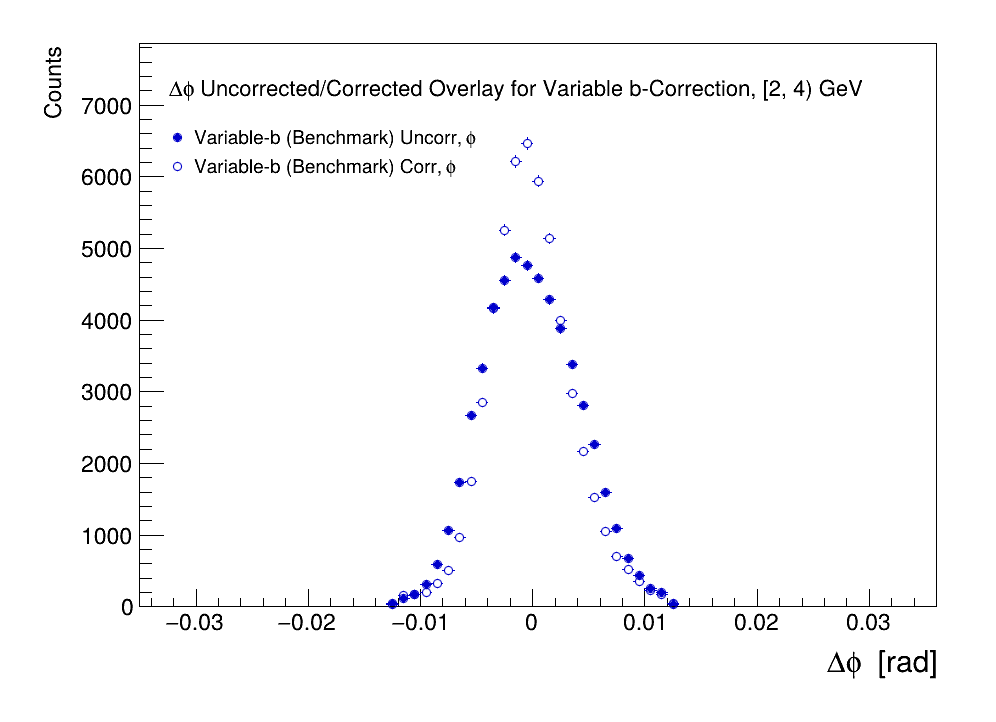 Counts
Δϕ Uncorrected/Corrected Overlay for Variable b-Correction, [2, 4) GeV
Variable-b (Benchmark) Uncorr, ϕ
Variable-b (Benchmark) Corr, ϕ
7000
6000
5000
4000
3000
2000
1000
0
−0.03 −0.02 −0.01 0 0.01 0.02 0.03
Δϕ [rad]